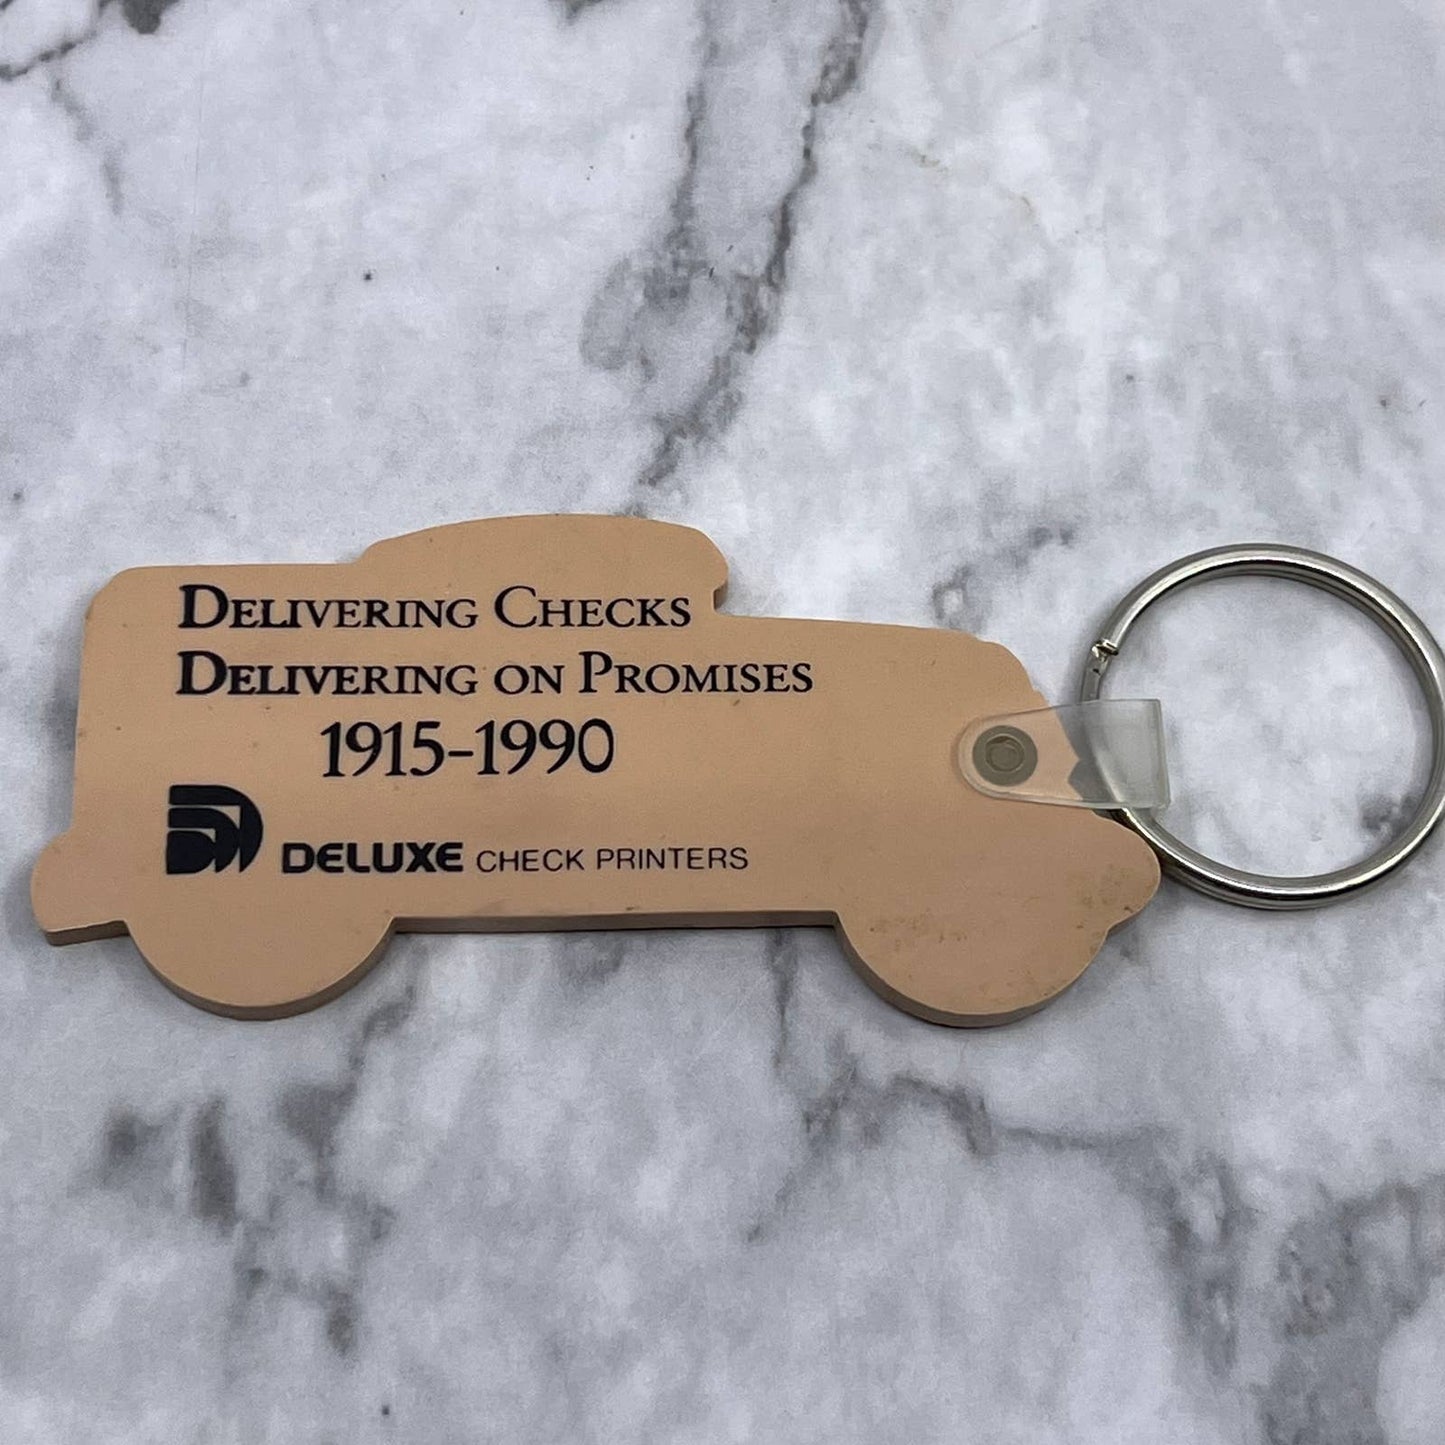 Delivering Checks
Delivering on Promises
1915-1990
DELUXE CHECK PRINTERS